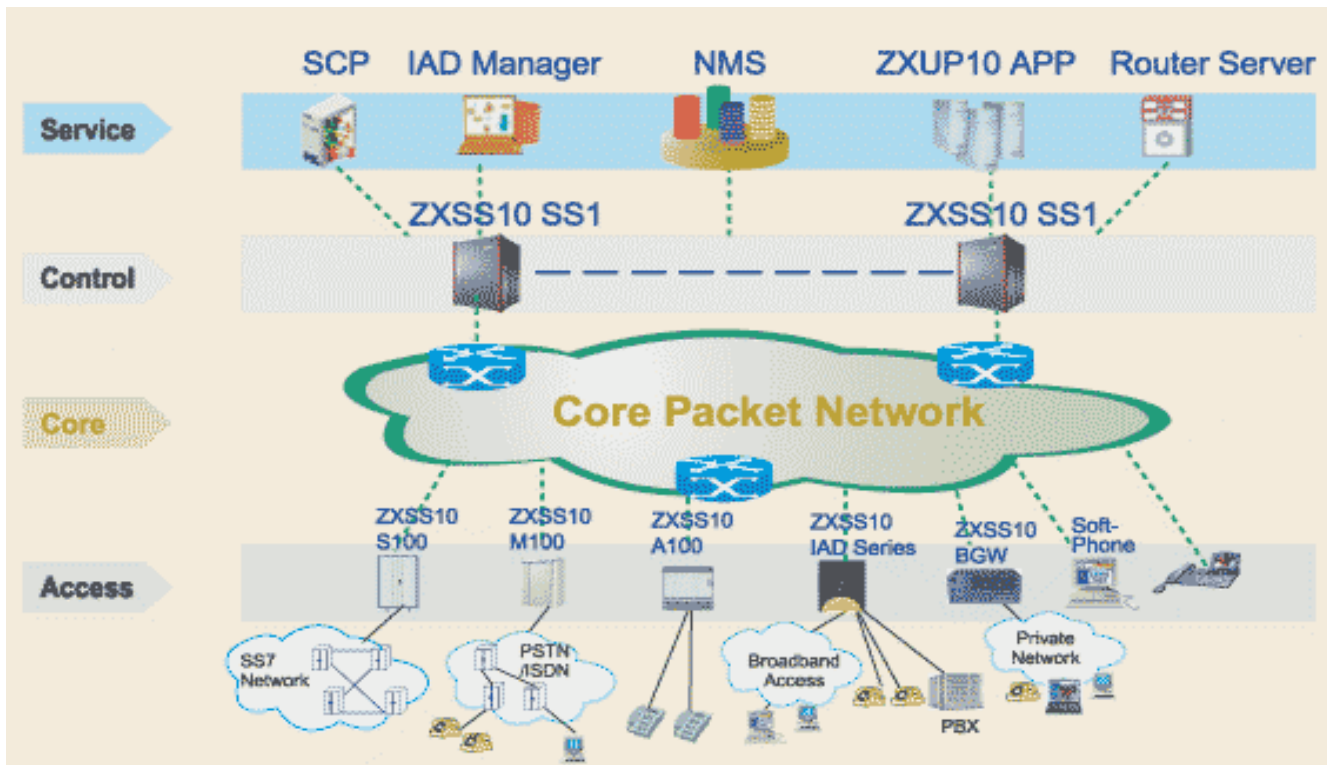 SCP IAD Manager NMS ZXUP10 APP Router Server
Service
ZXSS10 SS1 ZXSS10 SS1
Control
Core Packet Network
Core
ZXSS10
S100
ZXSS10
M100
ZXSS10
A100
ZXSS10
IAD Series
ZXSS10
BGW
Soft-
Phone
Access
SS7
Network
PSTN
/ISDN
Broadband
Access
PBX
Private
Network